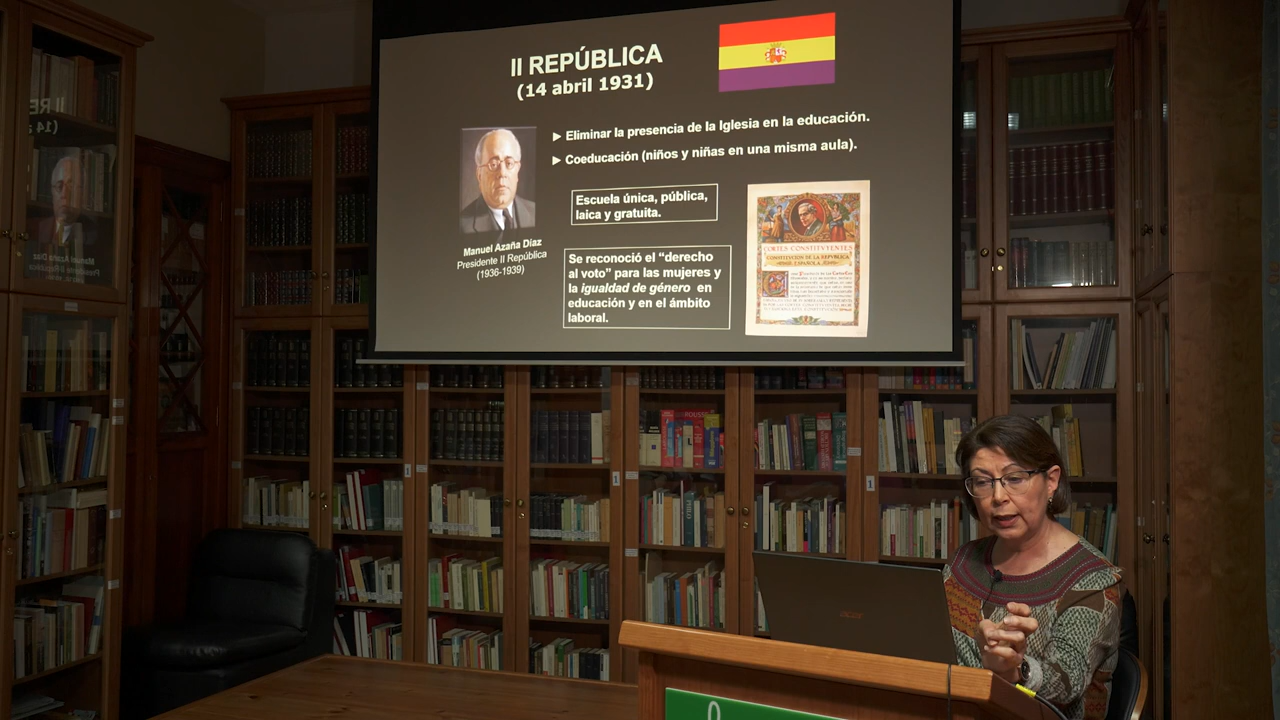 II REPÚBLICA
(14 abril 1931)
► Eliminar la presencia de la Iglesia en la educación.
► Coeducación (niños y niñas en una misma aula).
Escuela única, pública,
laica y gratuita.
Manuel Azaña Díaz
Presidente II República
(1936-1939)
Se reconoció el “derecho
al voto” para las mujeres y
la igualdad de género en
educación y en el ámbito
laboral.
CORTES CONSTITUYENTES
CONSTITUCIÓN DE LA REPÚBLICA
ESPAÑOLA